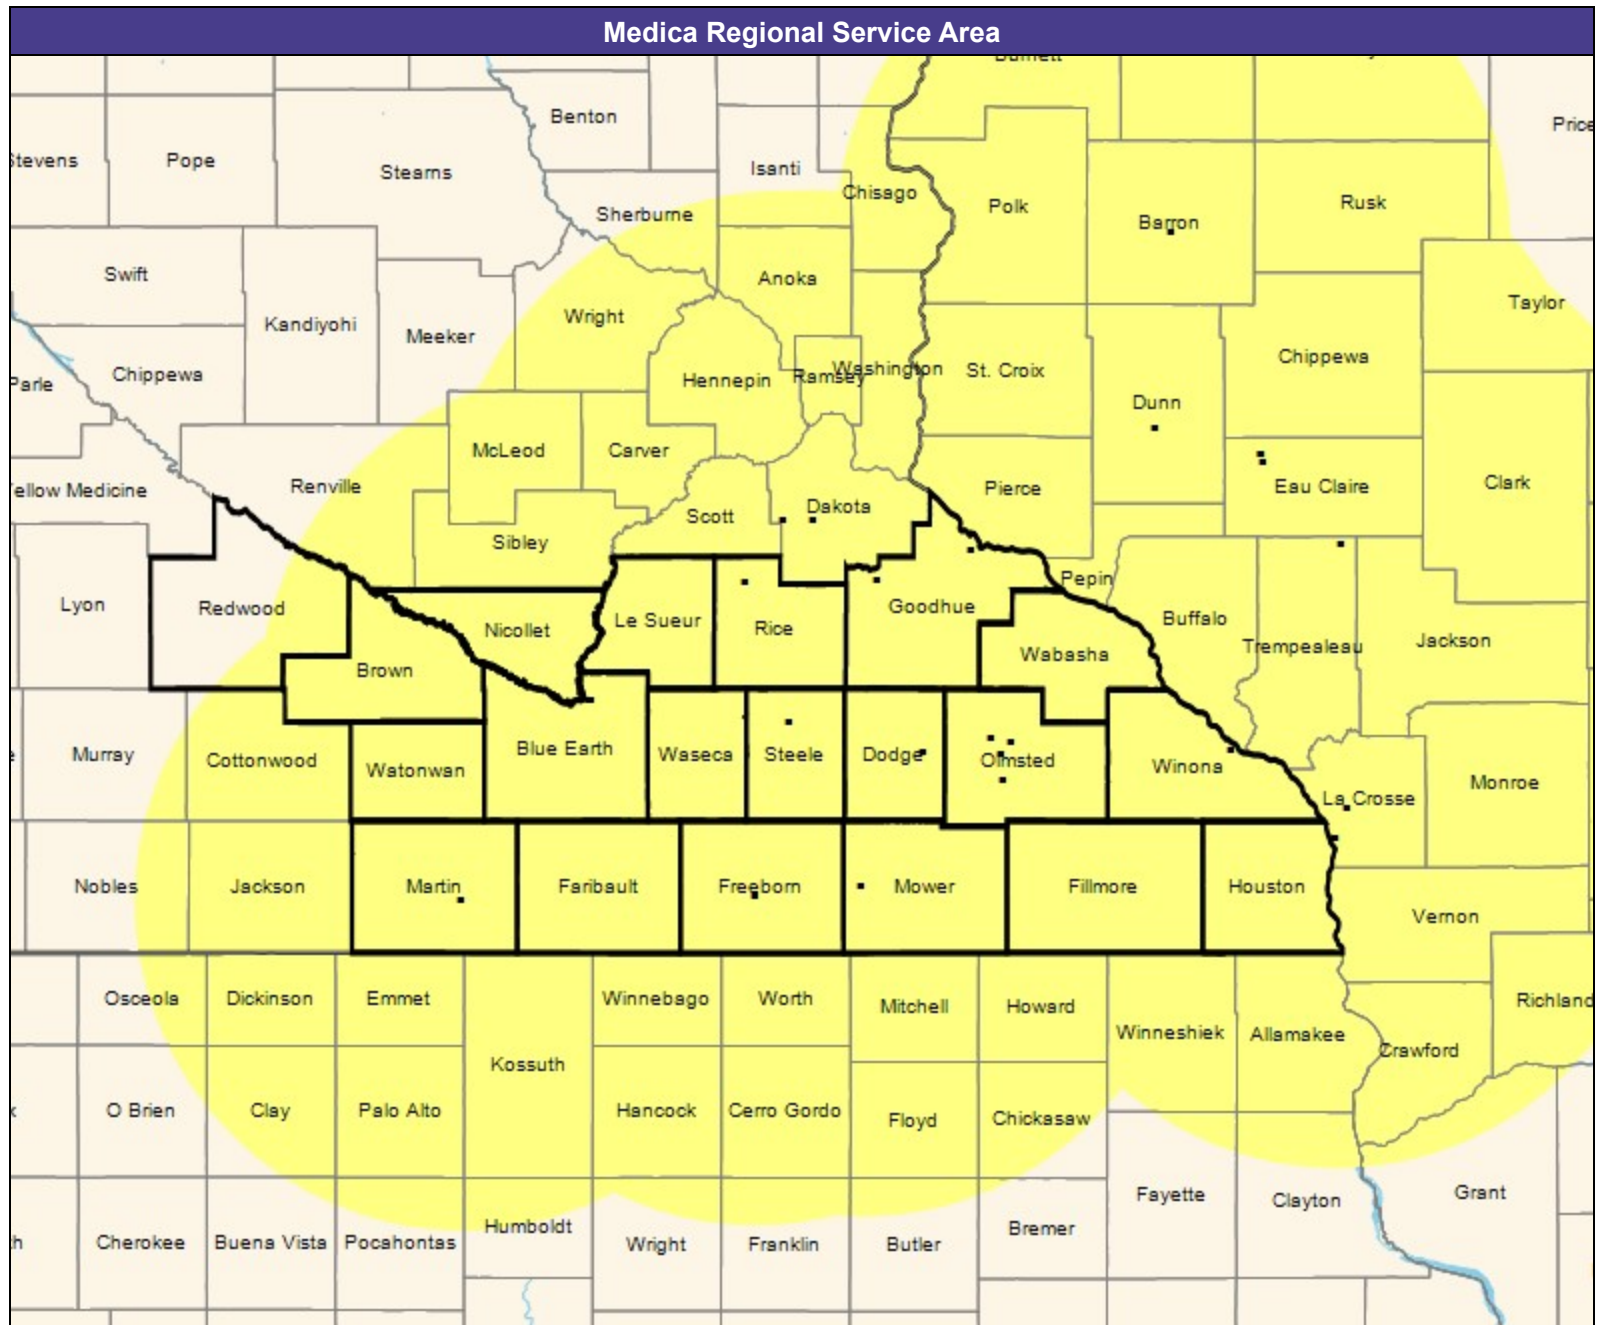 Medica Regional Service Area
Benton
Price
Stevens
Pope
Stearns
Isanti
Chisago
Polk
Barron
Rusk
Sherburne
Swift
Anoka
Taylor
Kandiyohi
Meeker
Wright
Chippewa
Parle
Chippewa
Hennepin
Ramsey
Washington
St. Croix
Dunn
McLeod
Carver
Clark
ellow Medicine
Renville
Pierce
Eau Claire
Scott
Dakota
Sibley
Pepin
Lyon
Redwood
Nicollet
Le Sueur
Rice
Goodhue
Buffalo
Trempealeau
Jackson
Brown
Wabasha
Murray
Cottonwood
Watonwan
Blue Earth
Waseca
Steele
Dodge
Olmsted
Winona
La Crosse
Monroe
Nobles
Jackson
Martin
Faribault
Freeborn
Mower
Fillmore
Houston
Vernon
Osceola
Dickinson
Emmet
Winnebago
Worth
Mitchell
Howard
Richland
Winneshiek
Allamakee
Crawford
Kossuth
O Brien
Clay
Palo Alto
Hancock
Cerro Gordo
Floyd
Chickasaw
Fayette
Clayton
Grant
Cherokee
Buena Vista
Pocahontas
Humboldt
Wright
Franklin
Butler
Bremer